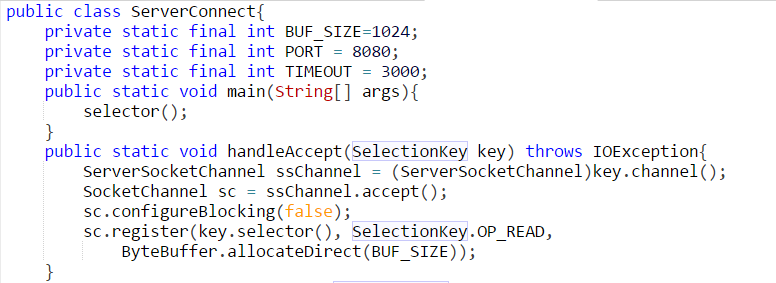 public class ServerConnect{
    private static final int BUF_SIZE=1024;
    private static final int PORT = 8080;
    private static final int TIMEOUT = 3000;
    public static void main(String[] args){
        selector();
    }
    public static void handleAccept(SelectionKey key) throws IOException{
        ServerSocketChannel ssChannel = (ServerSocketChannel)key.channel();
        SocketChannel sc = ssChannel.accept();
        sc.configureBlocking(false);
        sc.register(key.selector(), SelectionKey.OP_READ,
            ByteBuffer.allocateDirect(BUF_SIZE));
    }